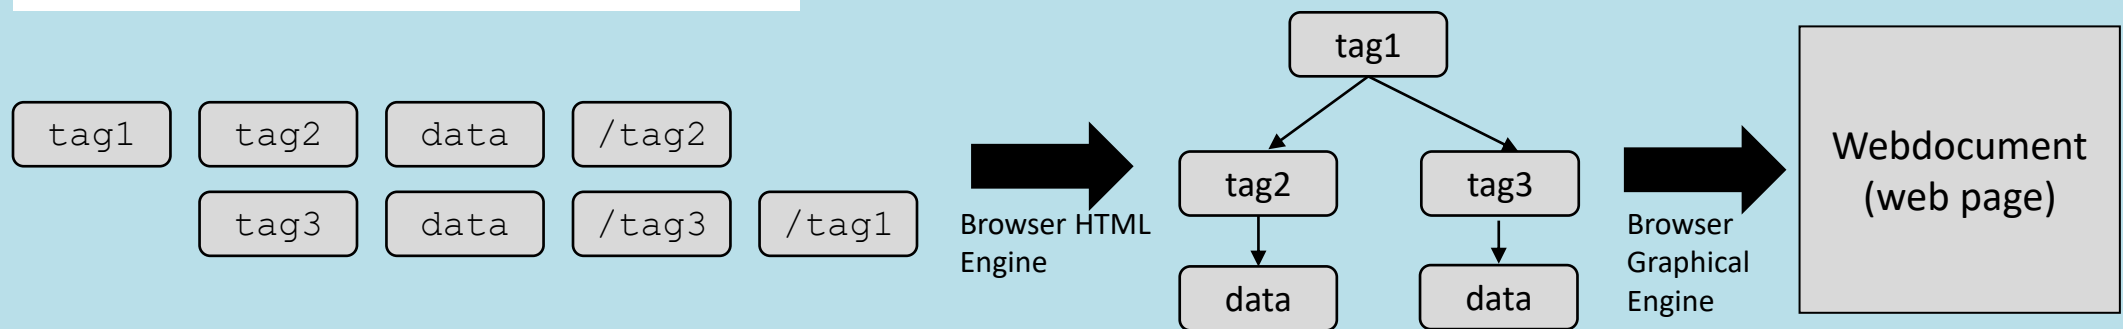 tag1 tag2 data /tag2
tag3 data /tag3 /tag1
Browser HTML
Engine
tag1
tag2 tag3
data data
Browser
Graphical
Engine
Webdocument
(web page)